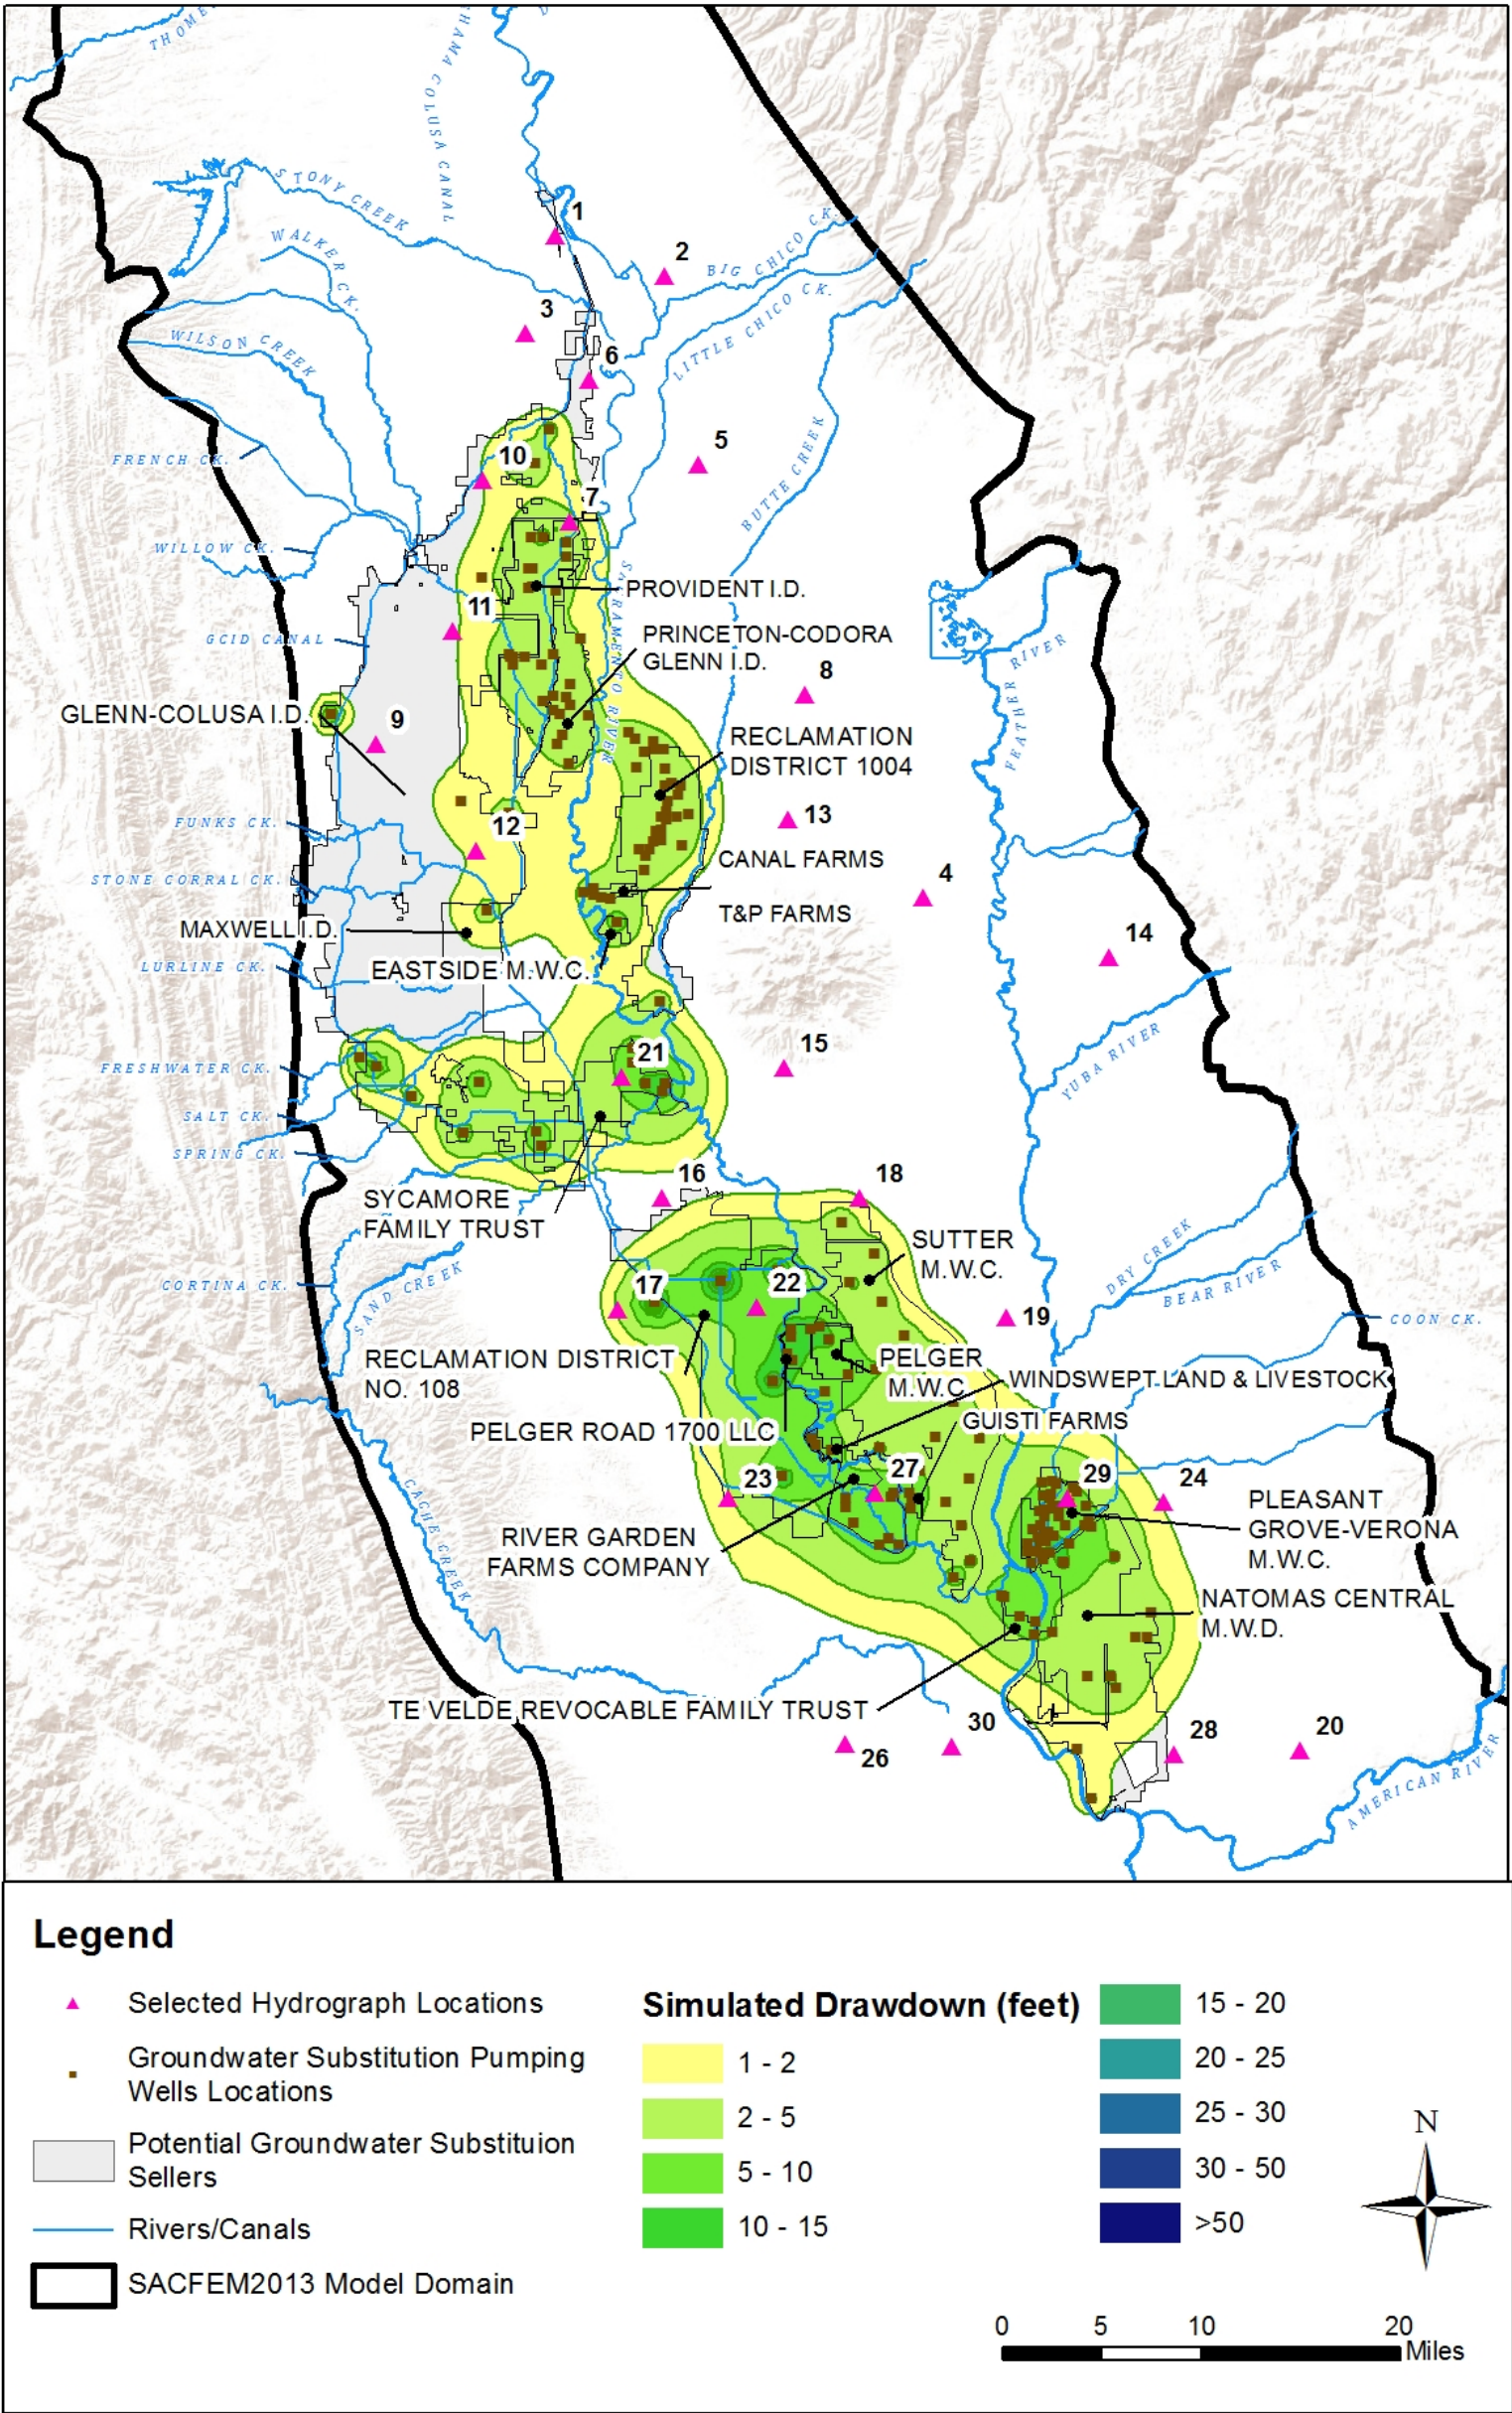 THOME
HAMA COLUSA CANAL
STONY CREEK
WALKER CK.
WILSON CREEK
1
2
BIG CHICO CK.
LITTLE CHICO CK.
3
6
5
BUTTE CREEK
FRENCH CK.
10
7
WILLOW CK.
PROVIDENT I.D.
11
SACRAMENTO RIVER
PRINCETON-CODORA
GLENN I.D.
GCID CANAL
FEATHER RIVER
8
GLENN-COLUSA I.D.
9
RECLAMATION
DISTRICT 1004
13
FUNKS CK.
12
CANAL FARMS
STONE CORRAL CK.
4
T&P FARMS
MAXWELL I.D.
14
LURLINE CK.
EASTSIDE M.W.C.
15
21
FRESHWATER CK.
YUBA RIVER
SALT CK.
SPRING CK.
16
18
SYCAMORE
FAMILY TRUST
SUTTER
M.W.C.
DRY CREEK
BEAR RIVER
CORTINA CK.
SAND CREEK
17
22
19
COON CK.
RECLAMATION DISTRICT
NO. 108
PELGER
M.W.C
WINDSWEPT LAND & LIVESTOCK
GUISTI FARMS
PELGER ROAD 1700 LLC
23
27
29
24
CACHE CREEK
PLEASANT
GROVE-VERONA
M.W.C.
RIVER GARDEN
FARMS COMPANY
NATOMAS CENTRAL
M.W.D.
TE VELDE REVOCABLE FAMILY TRUST
26
30
28
20
AMERICAN RIVER
Legend
Selected Hydrograph Locations
Groundwater Substitution Pumping
Wells Locations
Potential Groundwater Substituion
Sellers
Rivers/Canals
SACFEM2013 Model Domain
Simulated Drawdown (feet)
1 - 2
2 - 5
5 - 10
10 - 15
15 - 20
20 - 25
25 - 30
30 - 50
>50
N
0 5 10 20
Miles